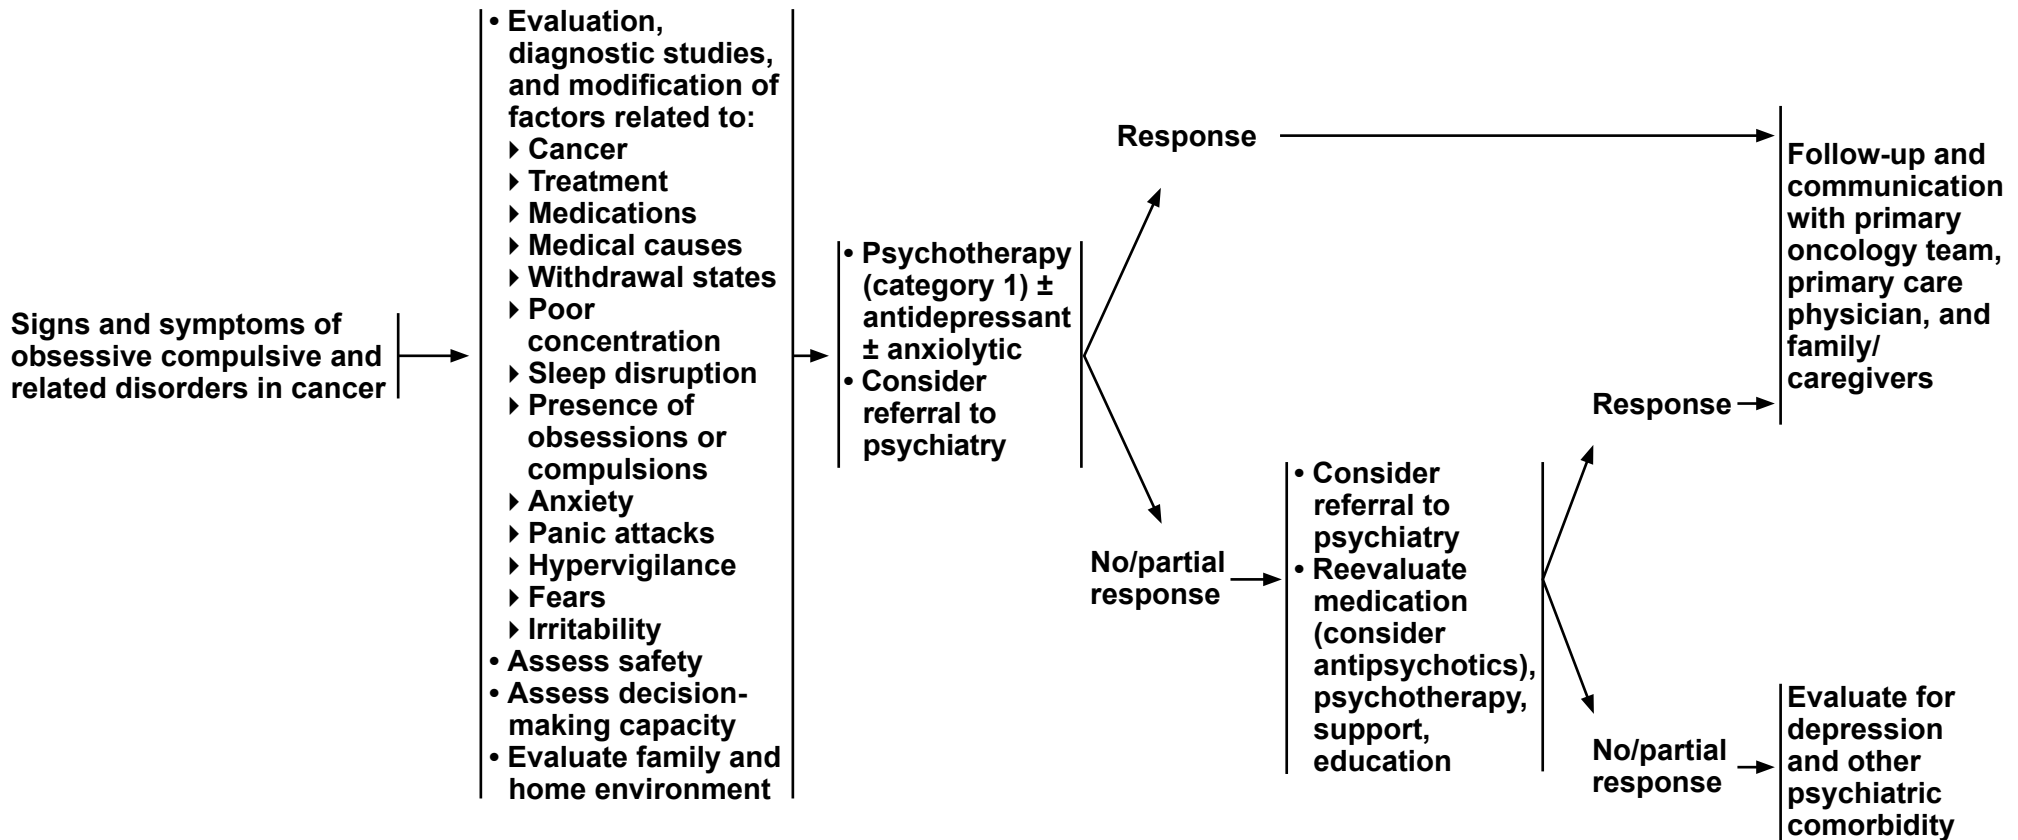 Signs and symptoms of
obsessive compulsive and
related disorders in cancer
• Evaluation,
diagnostic studies,
and modification of
factors related to:
‣ Cancer
‣ Treatment
‣ Medications
‣ Medical causes
‣ Withdrawal states
‣ Poor
concentration
‣ Sleep disruption
‣ Presence of
obsessions or
compulsions
‣ Anxiety
‣ Panic attacks
‣ Hypervigilance
‣ Fears
‣ Irritability
• Assess safety
• Assess decision-
making capacity
• Evaluate family and
home environment
• Psychotherapy
(category 1) ±
antidepressant
± anxiolytic
• Consider
referral to
psychiatry
Response
No/partial
response
• Consider
referral to
psychiatry
• Reevaluate
medication
(consider
antipsychotics),
psychotherapy,
support,
education
Response
No/partial
response
Follow-up and
communication
with primary
oncology team,
primary care
physician, and
family/
caregivers
Evaluate for
depression
and other
psychiatric
comorbidity